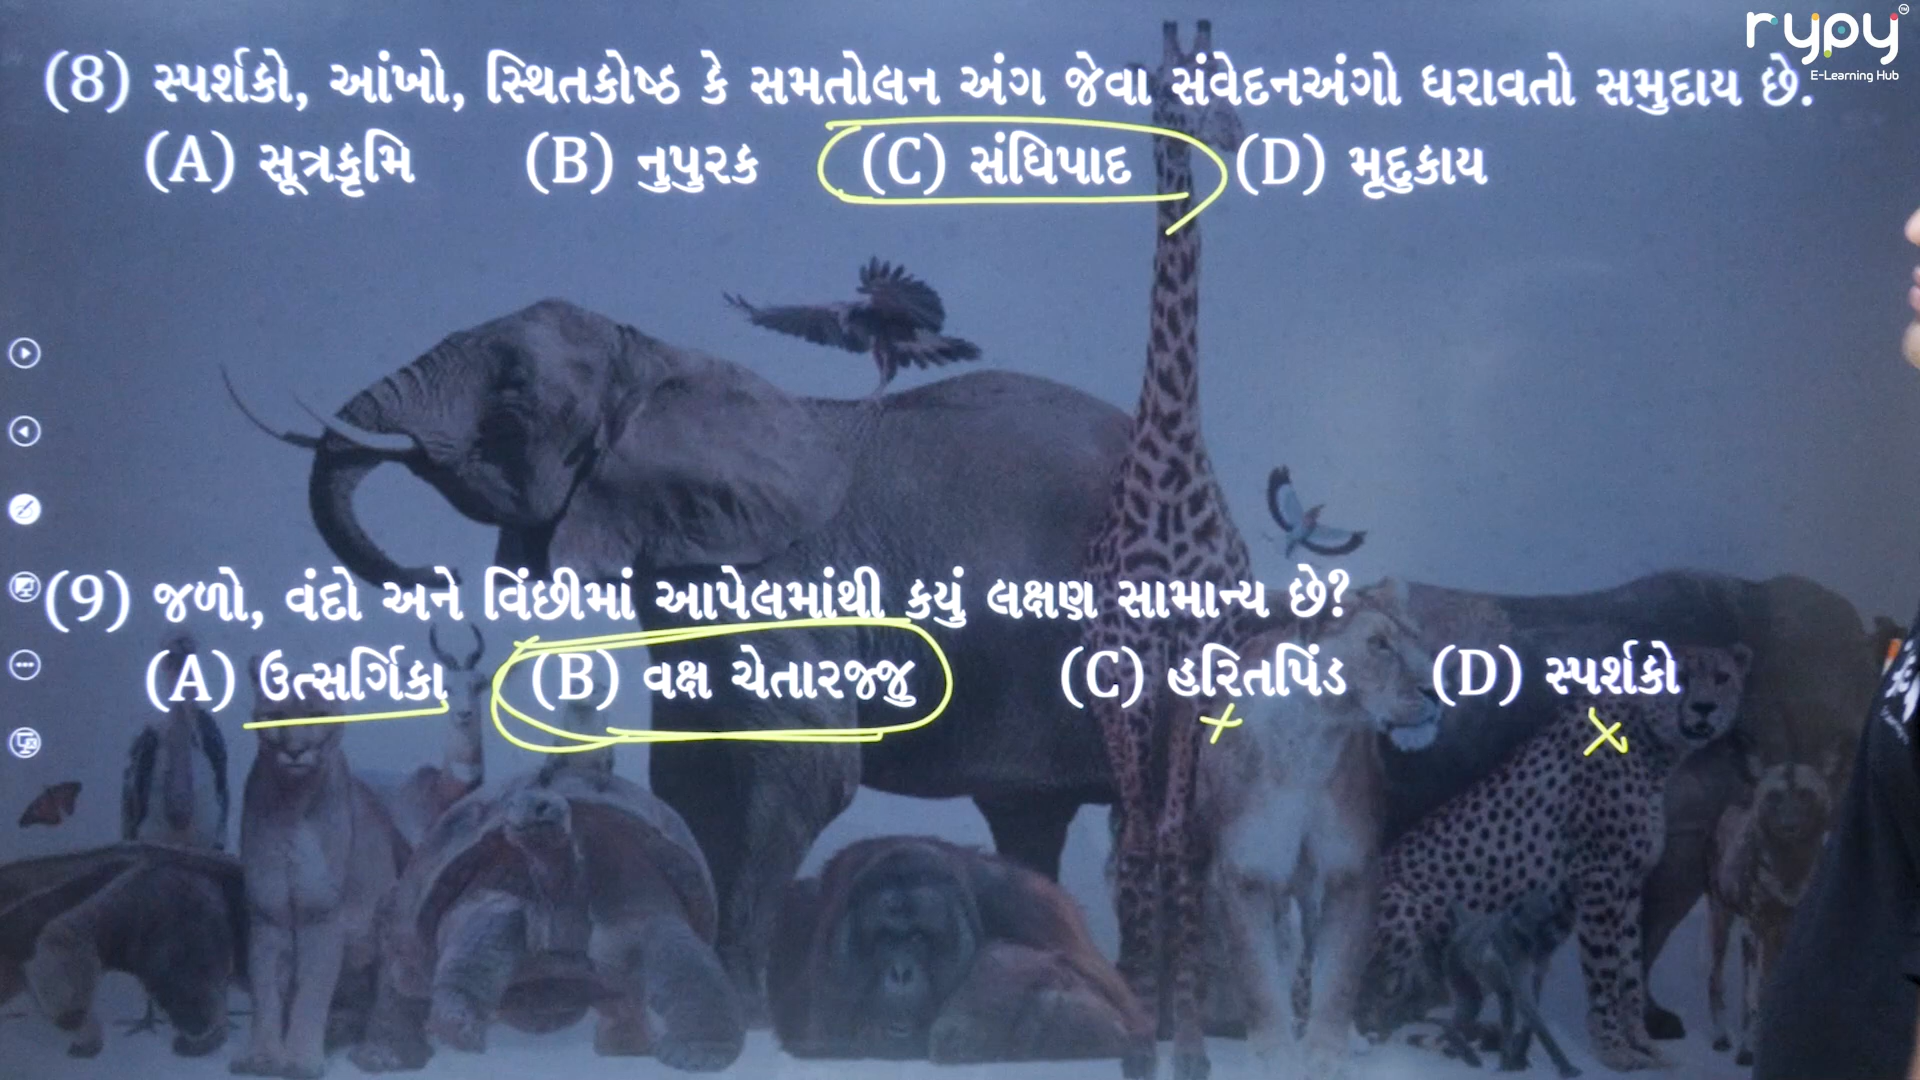 rypy
E-Learning Hub
(8) સ્પર્શકો, આંખો, સ્થિતકોષ્ઠ કે સમતોલન અંગ જેવા સંવેદનઅંગો ધરાવતો સમુદાય છે.
(A) સૂત્રકૃમિ (B) નુપુરક (C) સંધિપાદ (D) મૃદુકાય
(9) જળો, વંદો અને વિંછીમાં આપેલમાંથી કયું લક્ષણ સામાન્ય છે?
(A) ઉત્સર્ગિકા (B) વક્ષ ચેતારજ્જુ (C) હરિતપિંડ (D) સ્પર્શકો